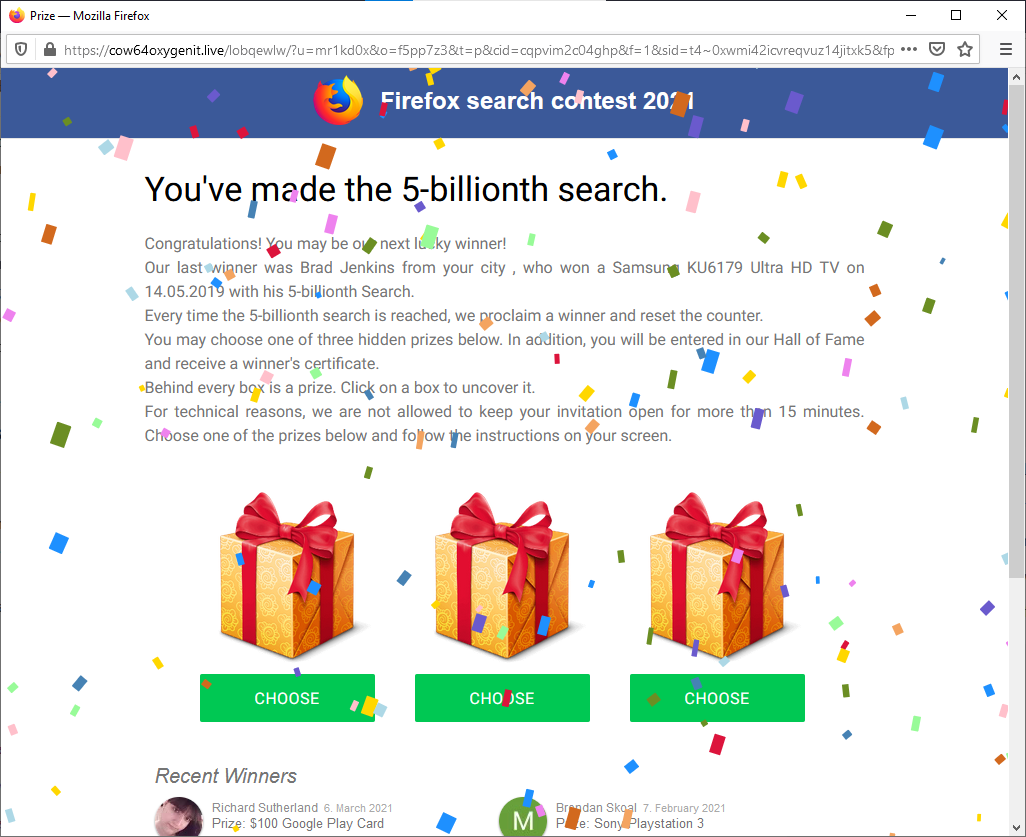 Prize — Mozilla Firefox
https://cow64oxygenit.live/lobqewlw/?u=mr1kd0x&o=f5pp7z3&t=p&cid=cqpvim2c04ghp&f=1&sid=t4~0xwmi42icvreqvuz14jitxk5&fp
Firefox search contest 2021
You've made the 5-billionth search.
Congratulations! You may be our next lucky winner!
Our last winner was Brad Jenkins from your city , who won a Samsung KU6179 Ultra HD TV on
14.05.2019 with his 5-billionth Search.
Every time the 5-billionth search is reached, we proclaim a winner and reset the counter.
You may choose one of three hidden prizes below. In addition, you will be entered in our Hall of Fame
and receive a winner's certificate.
Behind every box is a prize. Click on a box to uncover it.
For technical reasons, we are not allowed to keep your invitation open for more than 15 minutes.
Choose one of the prizes below and follow the instructions on your screen.
CHOOSE CHOOSE CHOOSE
Recent Winners
Richard Sutherland 6. March 2021
Prize: $100 Google Play Card
M
Brendan Skoal 7. February 2021
Prize: Sony Playstation 3